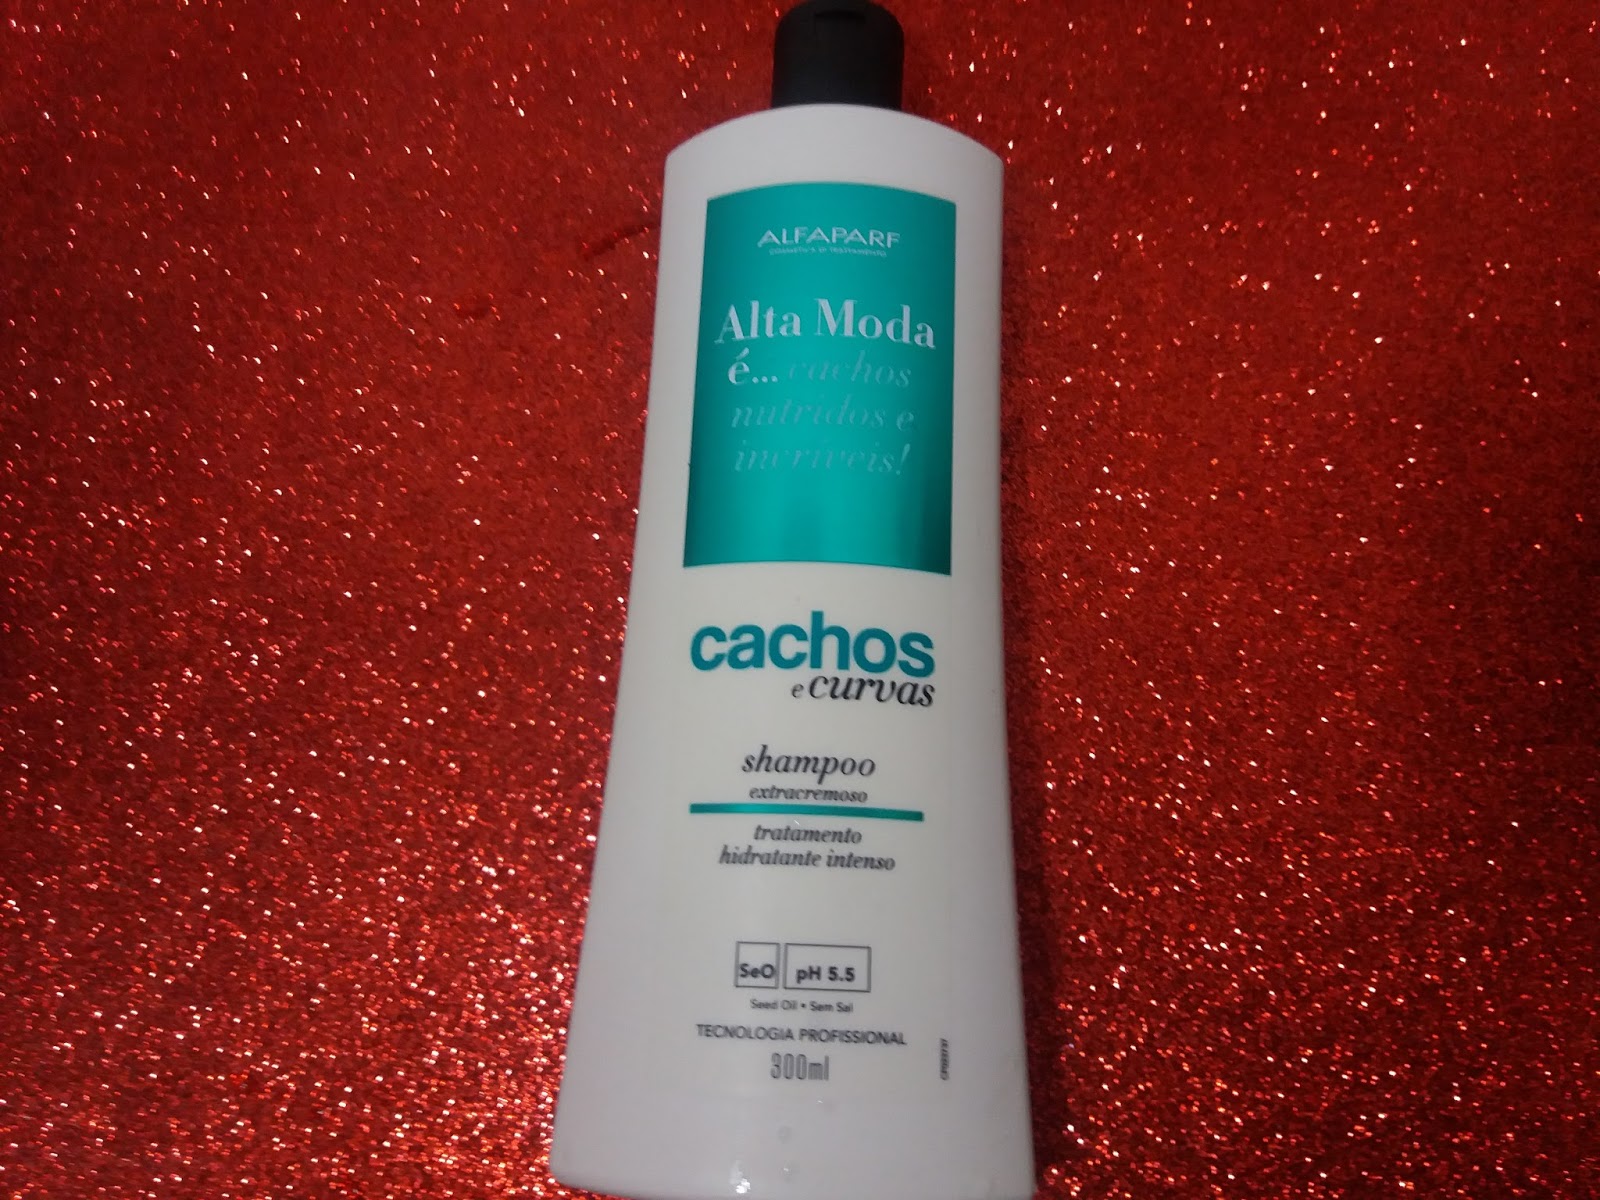 ALFAPARF
Alta Moda
é... cachos
nutridos e
incríveis!
cachos
e curvas
shampoo
extracremoso
tratamento
hidratante intenso
SeO pH 5.5
Seed Oil • Sem Sal
TECNOLOGIA PROFISSIONAL
300ml